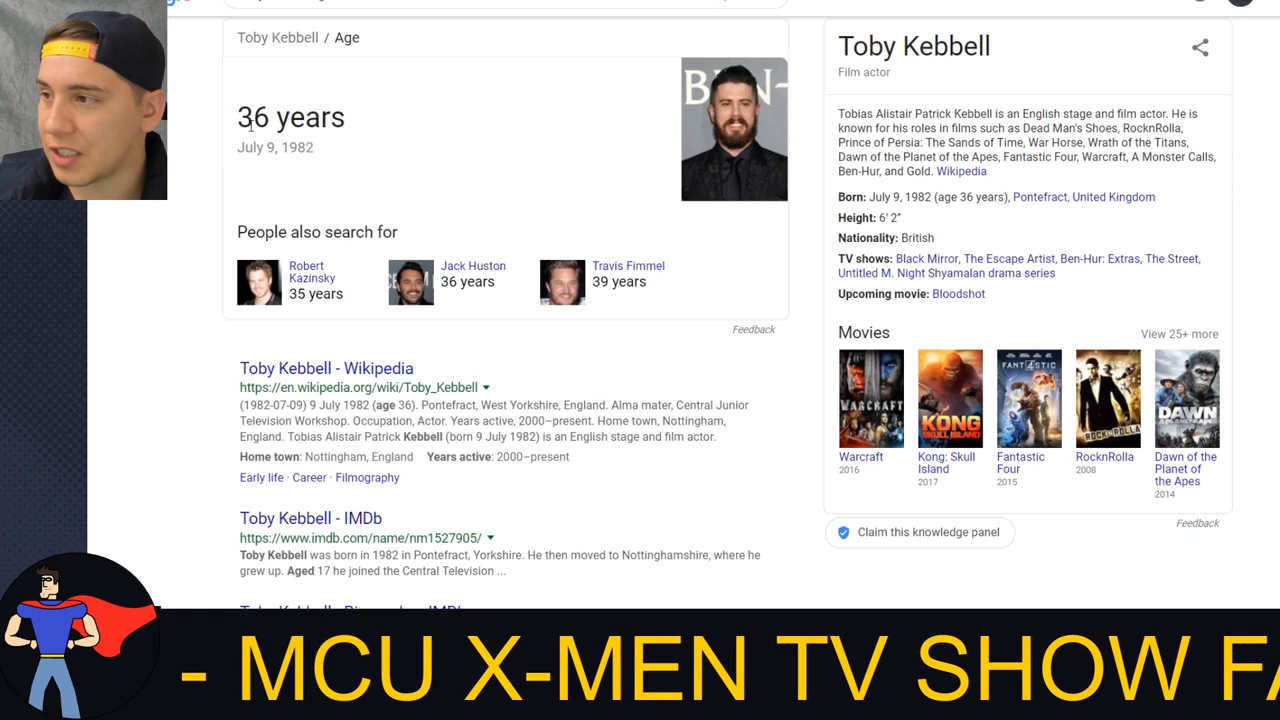 Toby Kebbell / Age
36 years
July 9, 1982
BEN-
People also search for
Robert
Kazinsky
35 years
Jack Huston
36 years
Travis Fimmel
39 years
Feedback
Toby Kebbell - Wikipedia
https://en.wikipedia.org/wiki/Toby_Kebbell
(1982-07-09) 9 July 1982 (age 36). Pontefract, West Yorkshire, England. Alma mater, Central Junior
Television Workshop. Occupation, Actor. Years active, 2000–present. Home town, Nottingham,
England. Tobias Alistair Patrick Kebbell (born 9 July 1982) is an English stage and film actor.
Home town: Nottingham, England Years active: 2000–present
Early life · Career · Filmography
Toby Kebbell - IMDb
https://www.imdb.com/name/nm1527905/
Toby Kebbell was born in 1982 in Pontefract, Yorkshire. He then moved to Nottinghamshire, where he
grew up. Aged 17 he joined the Central Television ...
Toby Kebbell
Film actor
Tobias Alistair Patrick Kebbell is an English stage and film actor. He is
known for his roles in films such as Dead Man's Shoes, RocknRolla,
Prince of Persia: The Sands of Time, War Horse, Wrath of the Titans,
Dawn of the Planet of the Apes, Fantastic Four, Warcraft, A Monster Calls,
Ben-Hur, and Gold. Wikipedia
Born: July 9, 1982 (age 36 years), Pontefract, United Kingdom
Height: 6′ 2″
Nationality: British
TV shows: Black Mirror, The Escape Artist, Ben-Hur: Extras, The Street,
Untitled M. Night Shyamalan drama series
Upcoming movie: Bloodshot
Movies
View 25+ more
WARCRAFT
KONG
SKULL ISLAND
FANT4STIC
ROCKNROLLA
DAWN
Warcraft
2016
Kong: Skull
Island
2017
Fantastic
Four
2015
RocknRolla
2008
Dawn of the
Planet of
the Apes
2014
Feedback
Claim this knowledge panel
- MCU X-MEN TV SHOW FA